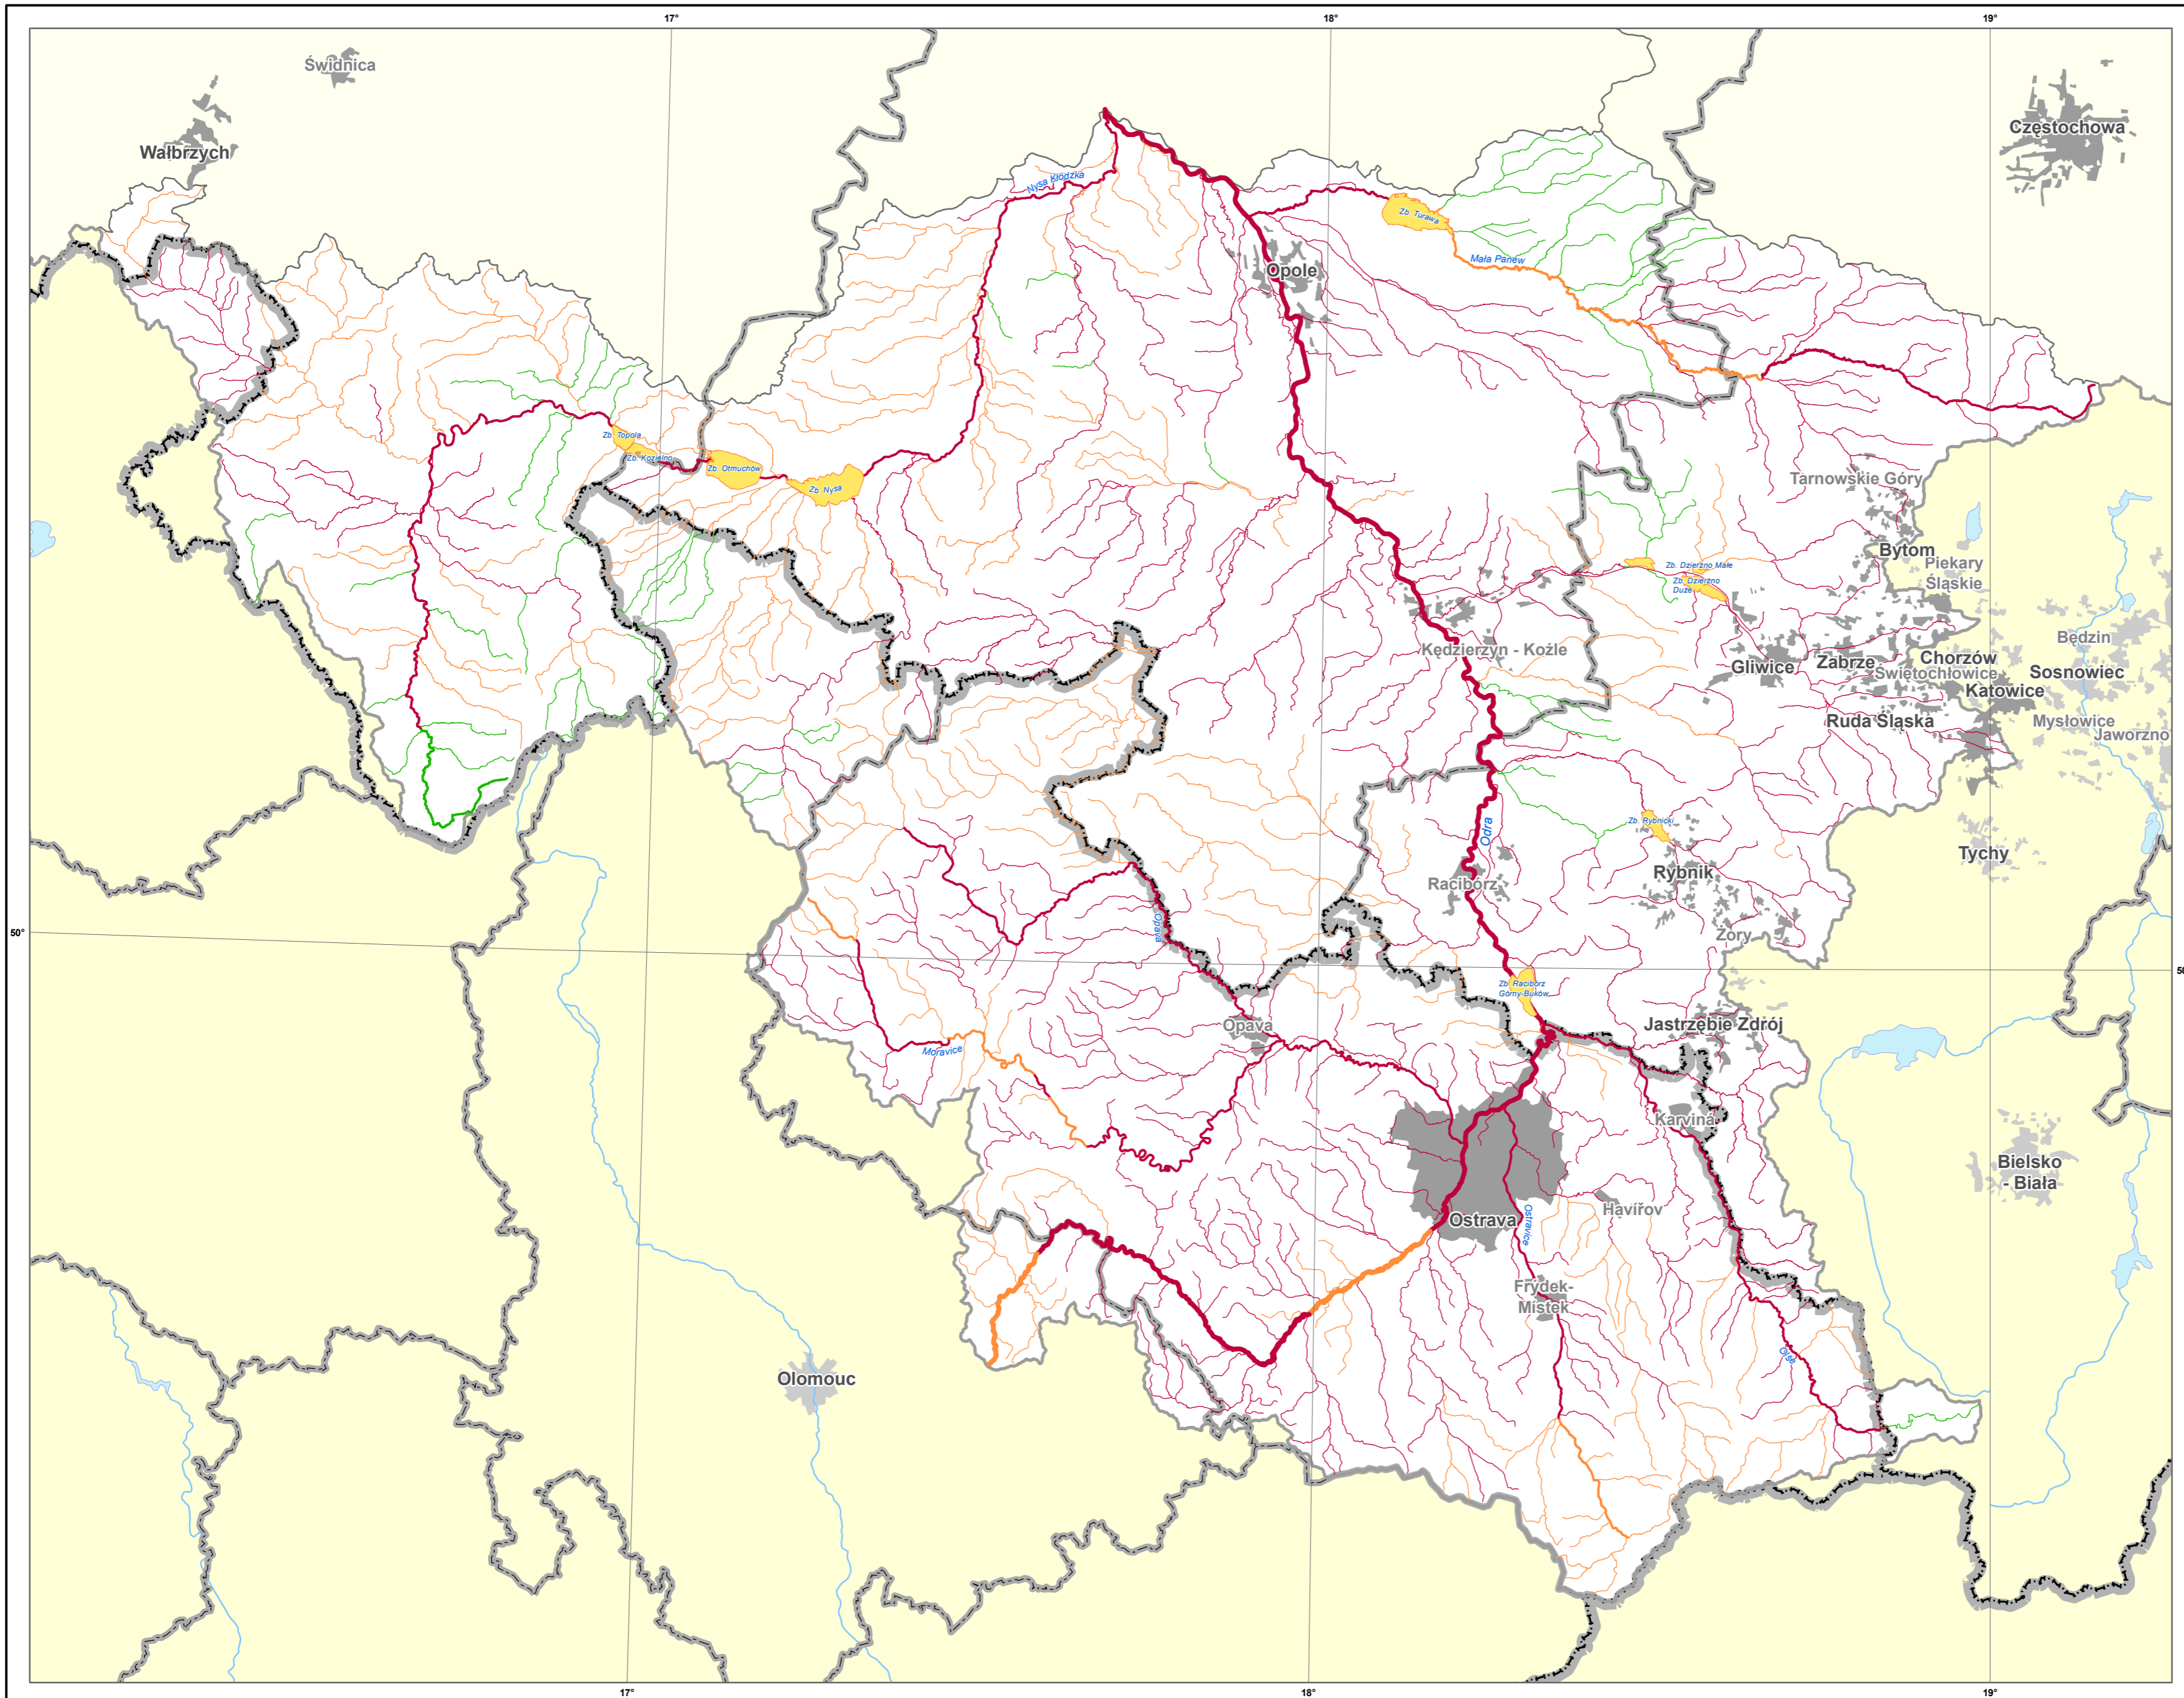 17°
18°
19°
Świdnica
Wałbrzych
Częstochowa
Nysa Kłodzka
Zb. Turawa
Mała Panew
Opole
Zb. Topola
Zb. Kozielno
Zb. Otmuchów
Zb. Nysa
Tarnowskie Góry
Bytom
Piekary
Śląskie
Zb. Dzierżno Małe
Zb. Dzierżno
Duże
Będzin
Kędzierzyn - Koźle
Gliwice
Zabrze
Chorzów
Świętochłowice
Sosnowiec
Katowice
Ruda Śląska
Mysłowice
Jaworzno
Zb. Rybnicki
Odra
Tychy
Rybnik
Racibórz
Opava
Żory
50°
50
Zb. Racibórz
Górny-Buków
Opava
Jastrzębie Zdrój
Moravice
Karviná
Bielsko
- Biała
Havířov
Ostrava
Ostravice
Frýdek-
Místek
Olše
Olomouc
17°
18°
19°